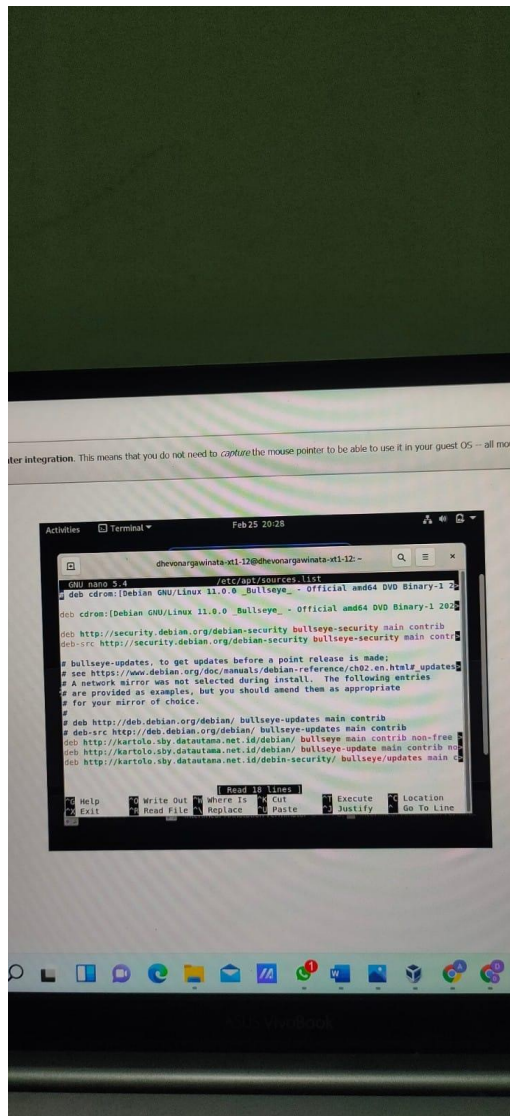 ter integration. This means that you do not need to capture the mouse pointer to be able to use it in your guest OS -- all mo
Activities Terminal Feb 25 20:28
dhevonargawinata-xt1-12@dhevonargawinata-xt1-12: ~
GNU nano 5.4 /etc/apt/sources.list
# deb cdrom:[Debian GNU/Linux 11.0.0 _Bullseye_ - Official amd64 DVD Binary-1 2
deb cdrom:[Debian GNU/Linux 11.0.0 _Bullseye_ - Official amd64 DVD Binary-1 202
deb http://security.debian.org/debian-security bullseye-security main contrib
deb-src http://security.debian.org/debian-security bullseye-security main contr
# bullseye-updates, to get updates before a point release is made;
# see https://www.debian.org/doc/manuals/debian-reference/ch02.en.html#_updates
# A network mirror was not selected during install.  The following entries
# are provided as examples, but you should amend them as appropriate
# for your mirror of choice.
#
# deb http://deb.debian.org/debian/ bullseye-updates main contrib
# deb-src http://deb.debian.org/debian/ bullseye-updates main contrib
deb http://kartolo.sby.datautama.net.id/debian/ bullseye main contrib non-free
deb http://kartolo.sby.datautama.net.id/debian/ bullseye-update main contrib no
deb http://kartolo.sby.datautama.net.id/debin-security/ bullseye/updates main c
[ Read 18 lines ]
^G Help ^O Write Out ^W Where Is ^K Cut ^T Execute ^C Location
^X Exit ^R Read File ^\ Replace ^U Paste ^J Justify ^_ Go To Line
1
VivoBook